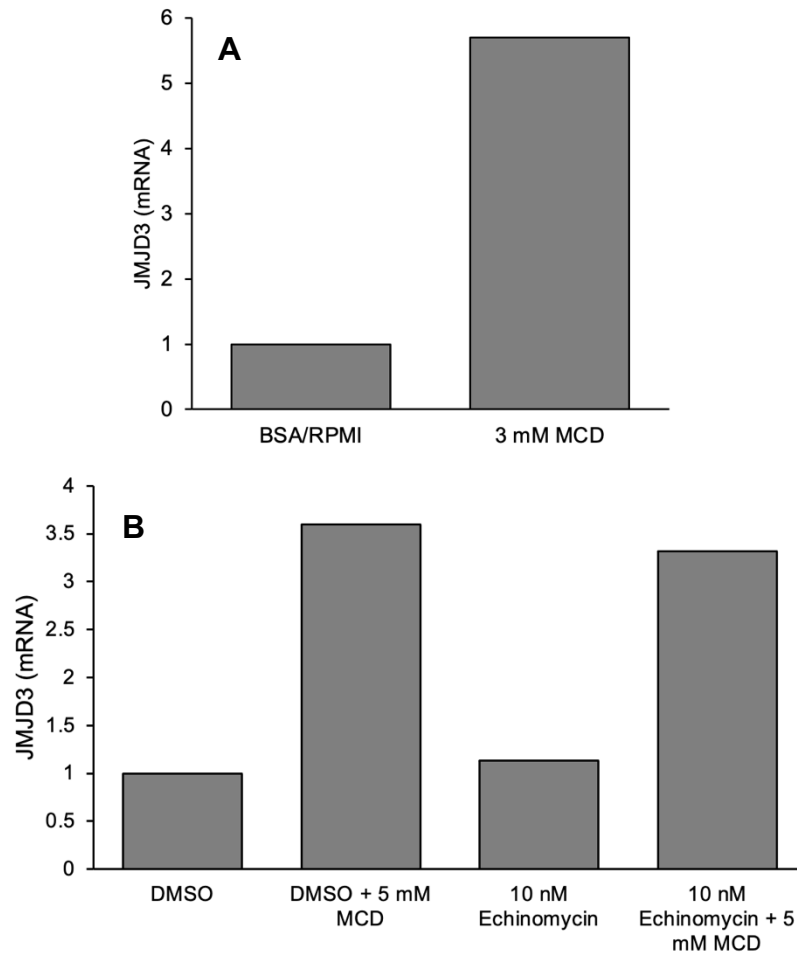 A
JMJD3 (mRNA)
6
5
4
3
2
1
0
BSA/RPMI
3 mM MCD
B
JMJD3 (mRNA)
4
3.5
3
2.5
2
1.5
1
0.5
0
DMSO
DMSO + 5 mM
MCD
10 nM
Echinomycin
10 nM
Echinomycin + 5
mM MCD